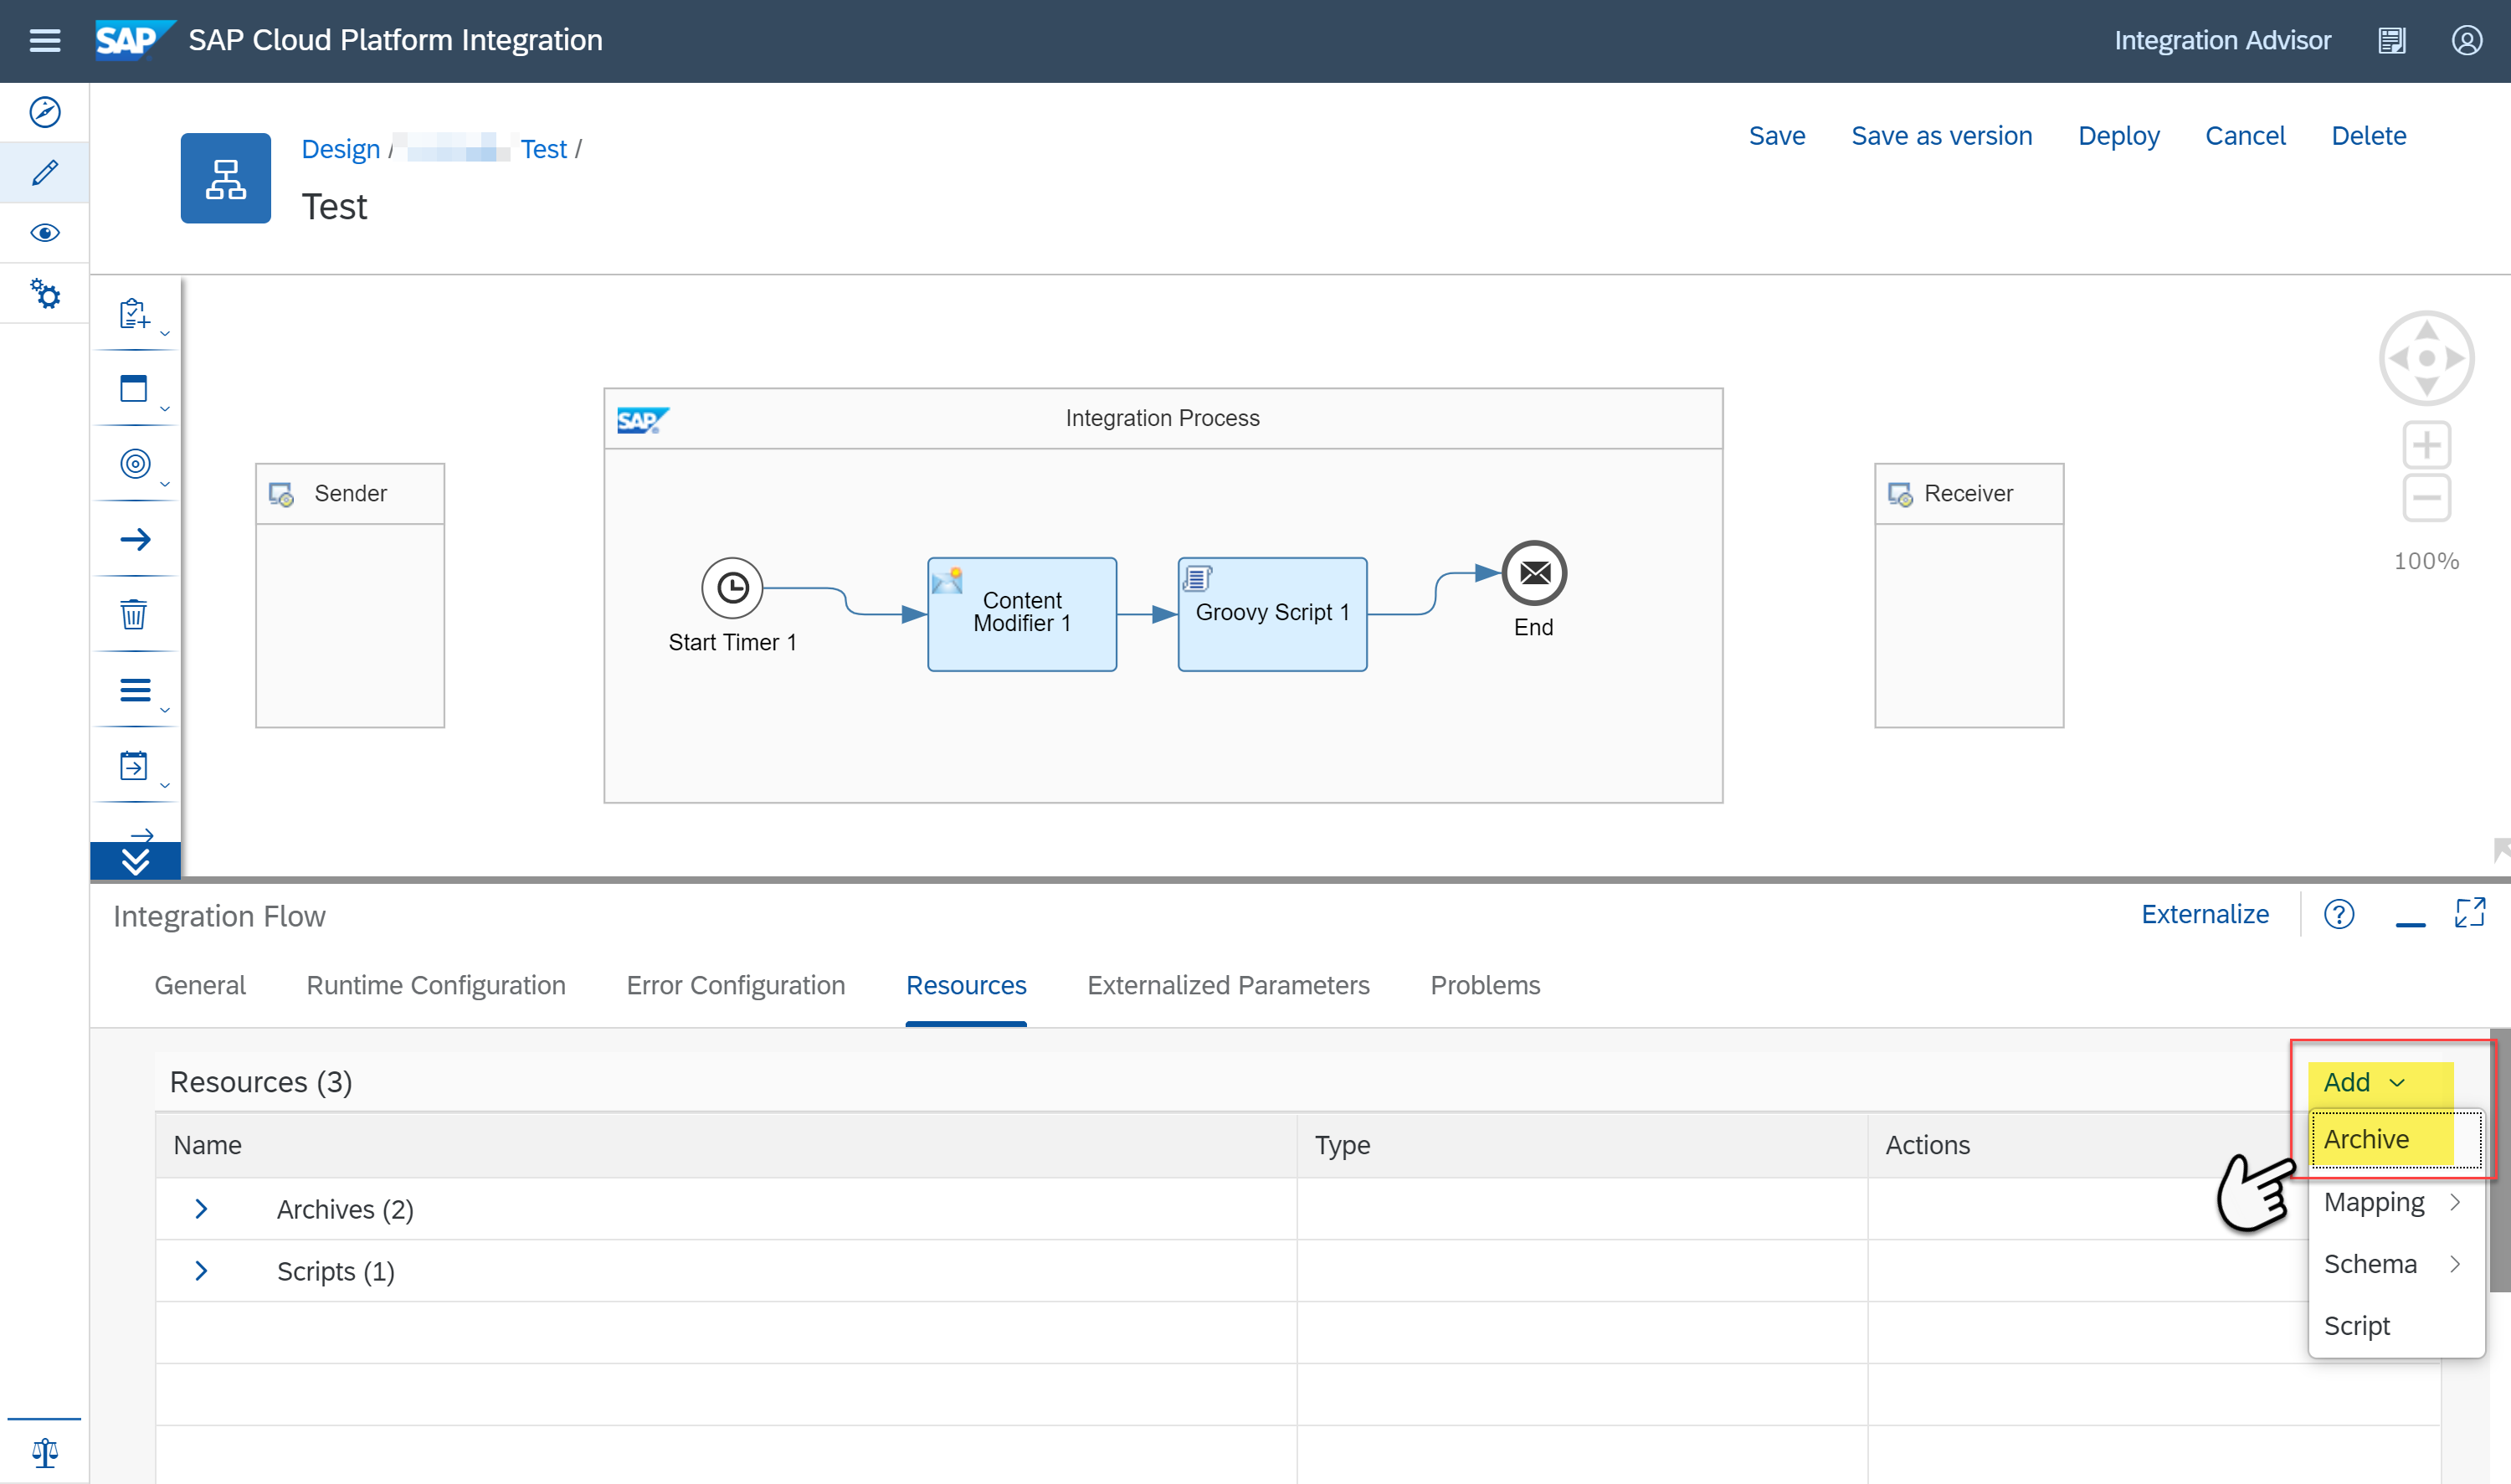 SAP SAP Cloud Platform Integration
Integration Advisor
Design / Test /
Test
Save Save as version Deploy Cancel Delete
SAP Integration Process
Sender
Receiver
Content
Modifier 1
Groovy Script 1
Start Timer 1
End
100%
Integration Flow
Externalize
General Runtime Configuration Error Configuration Resources Externalized Parameters Problems
Resources (3)
Add
Name Type Actions
Archive
Archives (2)
Mapping
Scripts (1)
Schema
Script